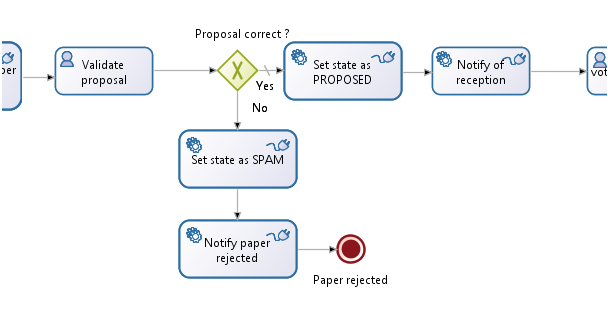 Proposal correct ?
per
Validate
proposal
Yes
Set state as
PROPOSED
Notify of
reception
vot
No
Set state as SPAM
Notify paper
rejected
Paper rejected